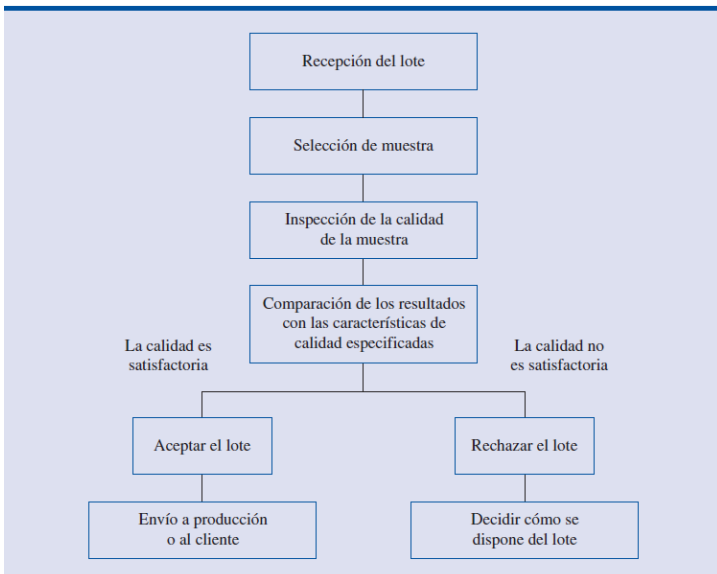 Recepción del lote
Selección de muestra
Inspección de la calidad
de la muestra
Comparación de los resultados
con las características de
calidad especificadas
La calidad es
satisfactoria
La calidad no
es satisfactoria
Aceptar el lote
Rechazar el lote
Envío a producción
o al cliente
Decidir cómo se
dispone del lote